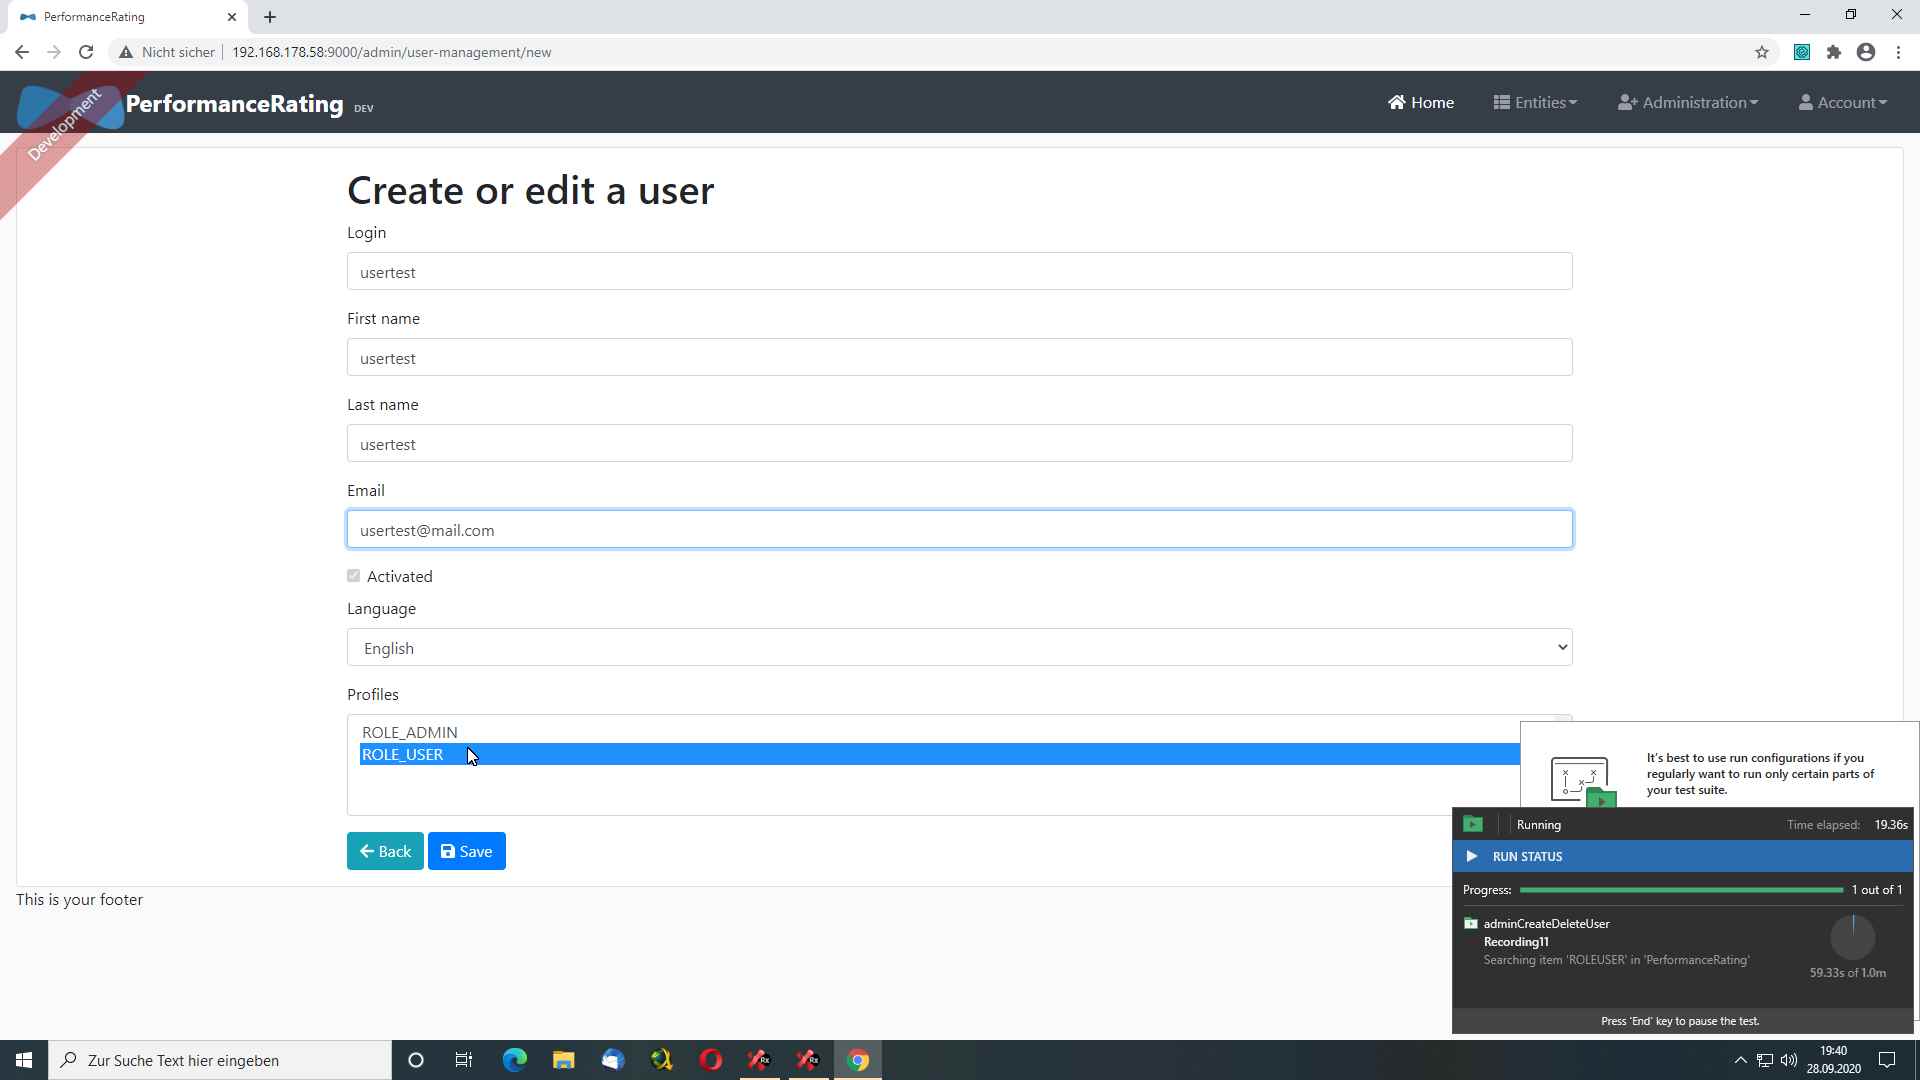 PerformanceRating
Nicht sicher
192.168.178.58:9000/admin/user-management/new
Development
PerformanceRating DEV
Home
Entities
Administration
Account
Create or edit a user
Login
usertest
First name
usertest
Last name
usertest
Email
usertest@mail.com
Activated
Language
English
Profiles
ROLE_ADMIN
ROLE_USER
Back
Save
This is your footer
It's best to use run configurations if you
regularly want to run only certain parts of
your test suite.
Running
Time elapsed: 19.36s
RUN STATUS
Progress: 1 out of 1
adminCreateDeleteUser
Recording11
Searching item 'ROLEUSER' in 'PerformanceRating'
59.33s of 1.0m
Press 'End' key to pause the test.
Zur Suche Text hier eingeben
19:40
28.09.2020